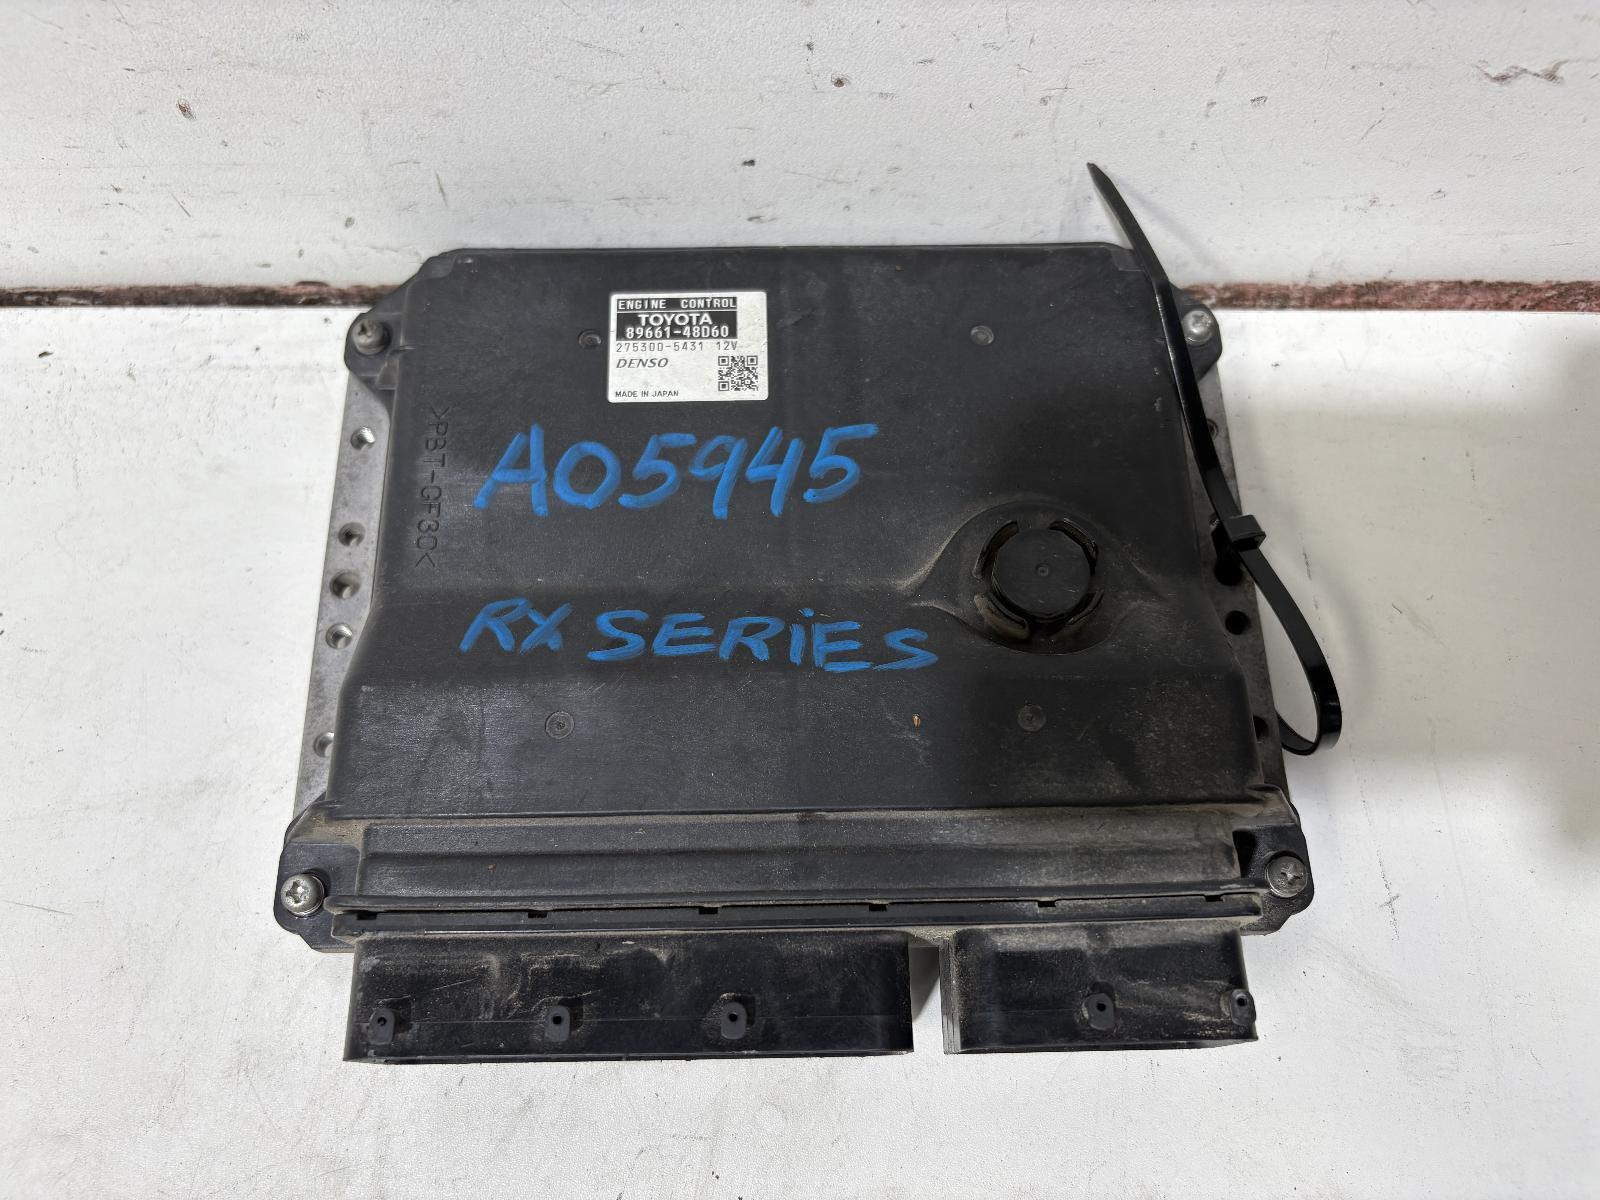 ENGINE CONTROL
TOYOTA
89661-48D60
275300-5431 12V
DENSO
MADE IN JAPAN
>PBT-GF30<
A05945
RX SERIES